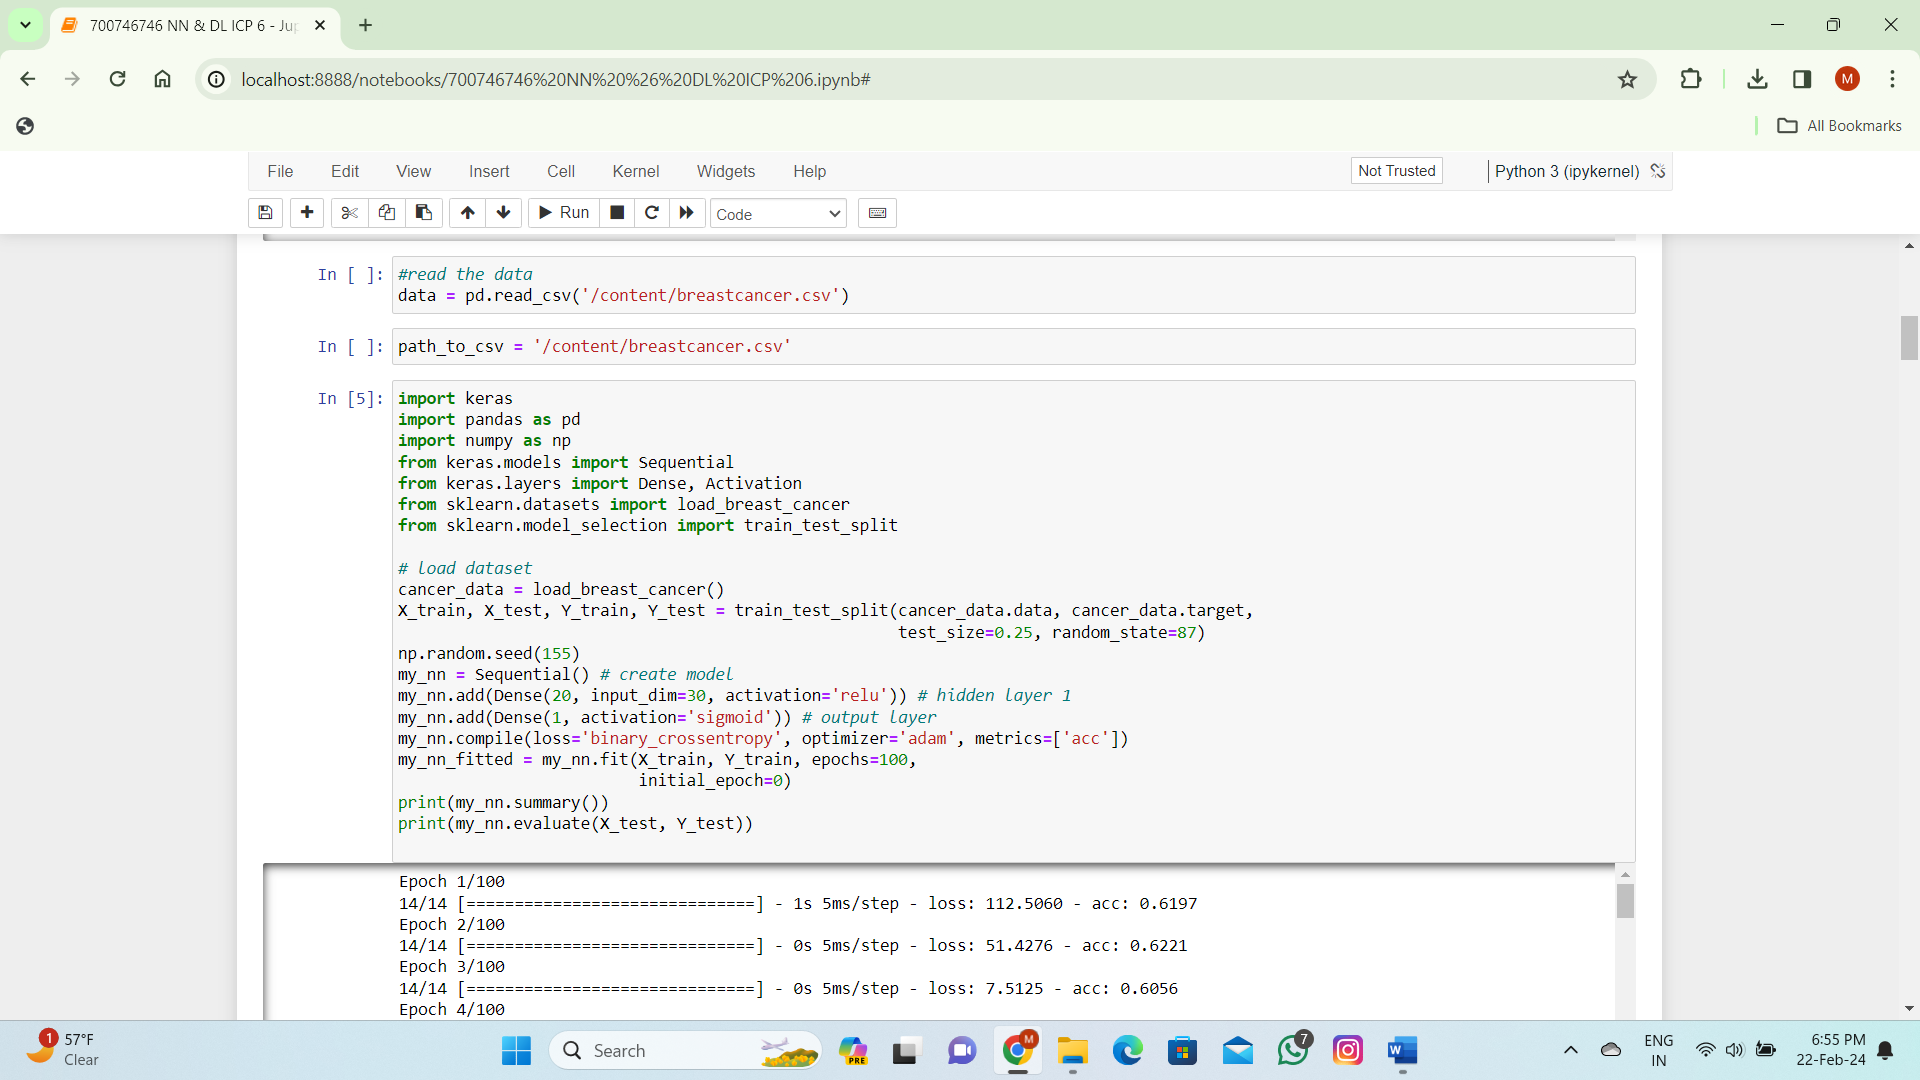 700746746 NN & DL ICP 6 - Jup
localhost:8888/notebooks/700746746%20NN%20%26%20DL%20ICP%206.ipynb#
M
All Bookmarks
File Edit View Insert Cell Kernel Widgets Help
Not Trusted
Python 3 (ipykernel)
Run
Code
In [ ]: #read the data
data = pd.read_csv('/content/breastcancer.csv')
In [ ]: path_to_csv = '/content/breastcancer.csv'
In [5]: import keras
import pandas as pd
import numpy as np
from keras.models import Sequential
from keras.layers import Dense, Activation
from sklearn.datasets import load_breast_cancer
from sklearn.model_selection import train_test_split
# load dataset
cancer_data = load_breast_cancer()
X_train, X_test, Y_train, Y_test = train_test_split(cancer_data.data, cancer_data.target,
test_size=0.25, random_state=87)
np.random.seed(155)
my_nn = Sequential() # create model
my_nn.add(Dense(20, input_dim=30, activation='relu')) # hidden layer 1
my_nn.add(Dense(1, activation='sigmoid')) # output layer
my_nn.compile(loss='binary_crossentropy', optimizer='adam', metrics=['acc'])
my_nn_fitted = my_nn.fit(X_train, Y_train, epochs=100,
initial_epoch=0)
print(my_nn.summary())
print(my_nn.evaluate(X_test, Y_test))
Epoch 1/100
14/14 [==============================] - 1s 5ms/step - loss: 112.5060 - acc: 0.6197
Epoch 2/100
14/14 [==============================] - 0s 5ms/step - loss: 51.4276 - acc: 0.6221
Epoch 3/100
14/14 [==============================] - 0s 5ms/step - loss: 7.5125 - acc: 0.6056
Epoch 4/100
1
57°F
Clear
Search
PRE
M
7
W
ENG
IN
6:55 PM
22-Feb-24